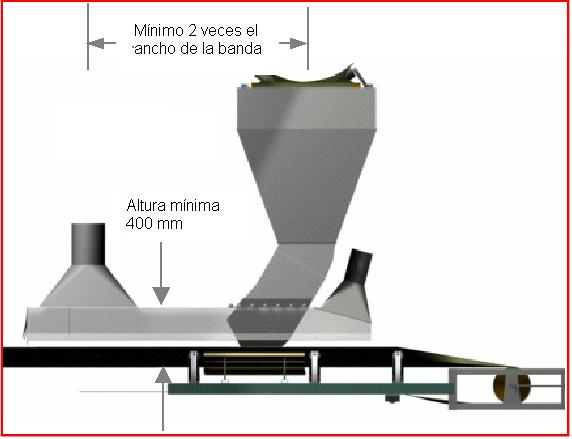 Mínimo 2 veces el
ancho de la banda
Altura mínima
400 mm